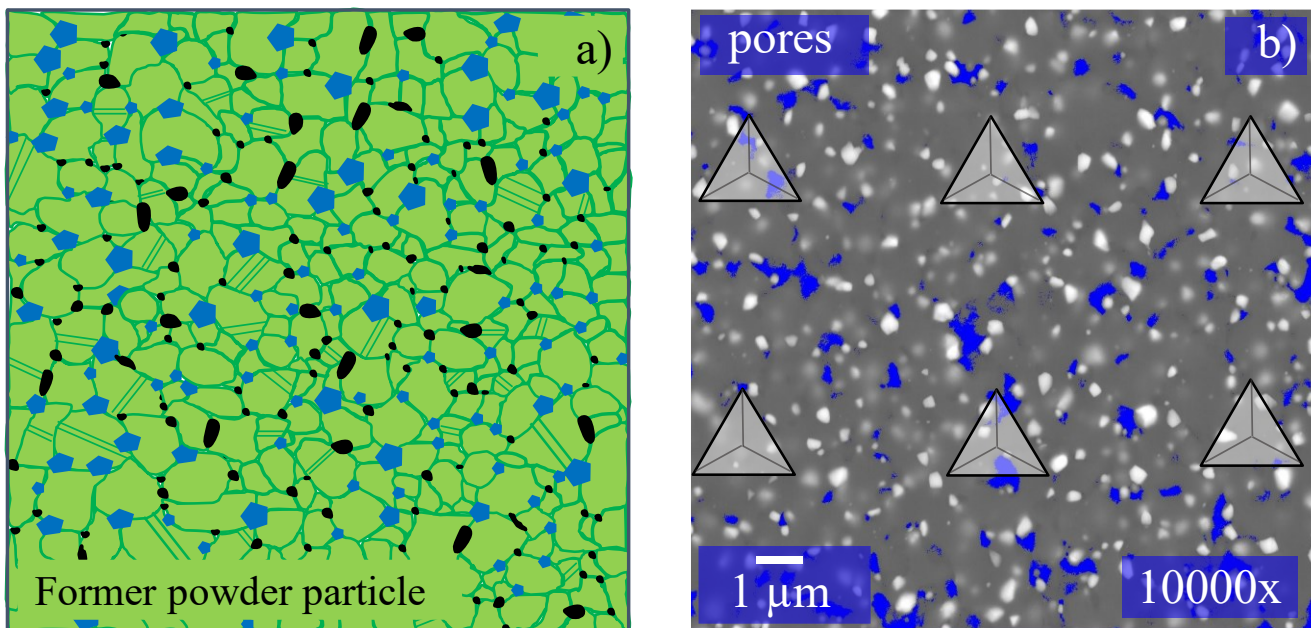 a)
Former powder particle
pores
b)
1 µm
10000x